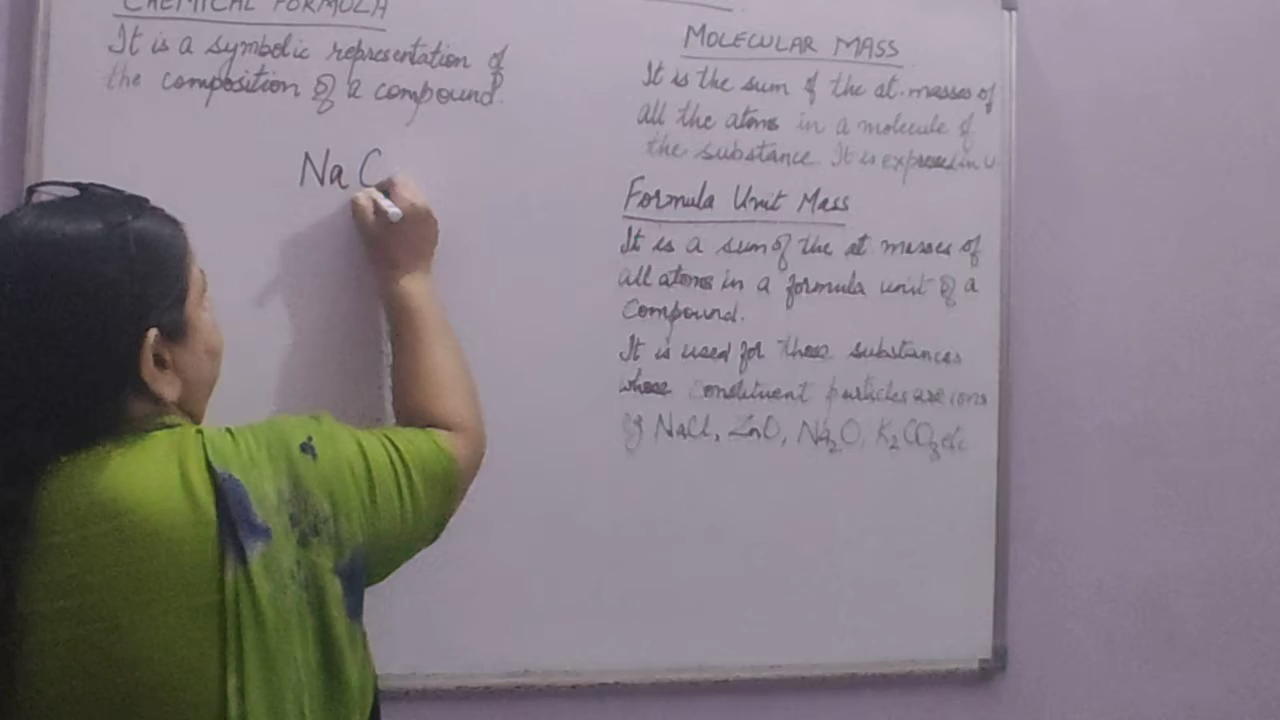 CHEMICAL FORMULA
It is a symbolic representation of
the composition of a compound.
Na C
MOLECULAR MASS
It is the sum of the at. masses of
all the atoms in a molecule of
the substance. It is expressed in u
Formula Unit Mass
It is a sum of the at masses of
all atoms in a formula unit of a
Compound.
It is used for those substances
whose constituent particles are ions
eg NaCl, ZnO, Na₂O, K₂CO₃ etc